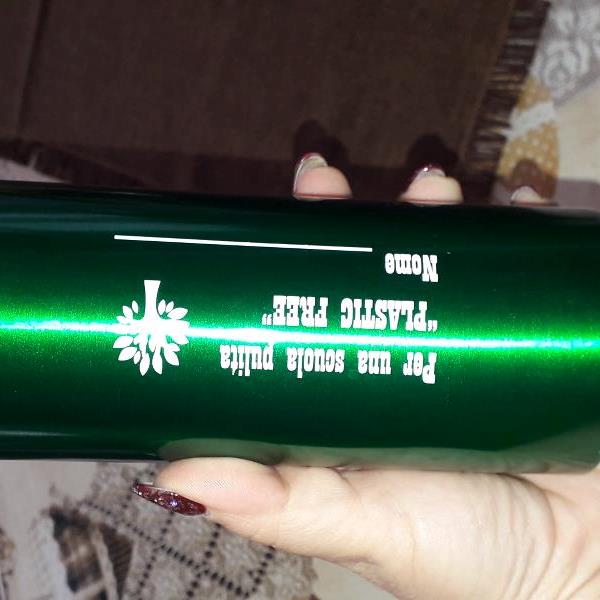 Per una scuola pulita
"PLASTIC FREE"
Nome